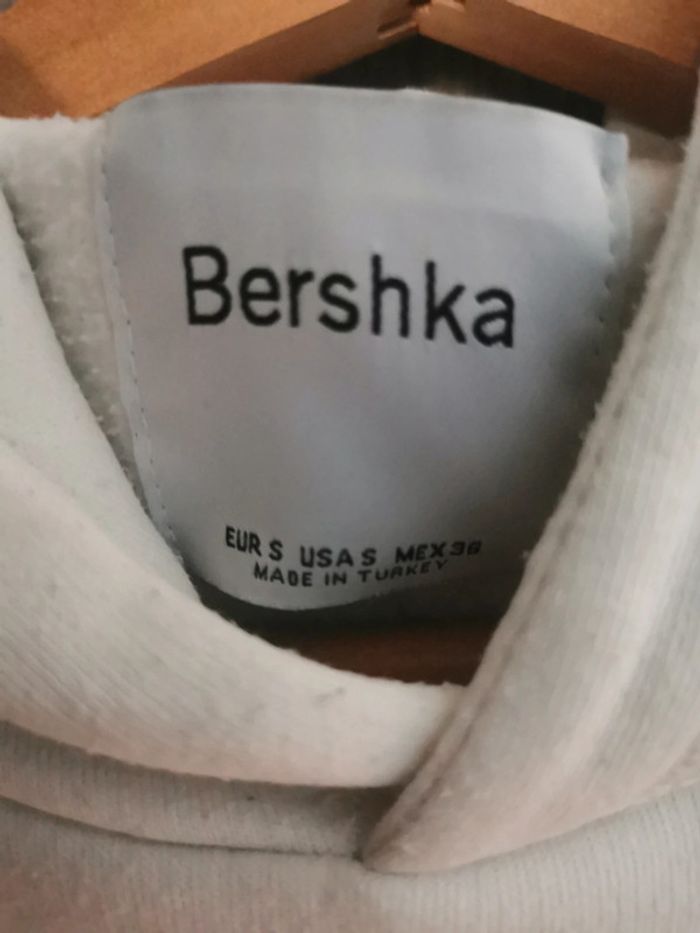 Bershka
EUR S USA S MEX 36
MADE IN TURKEY